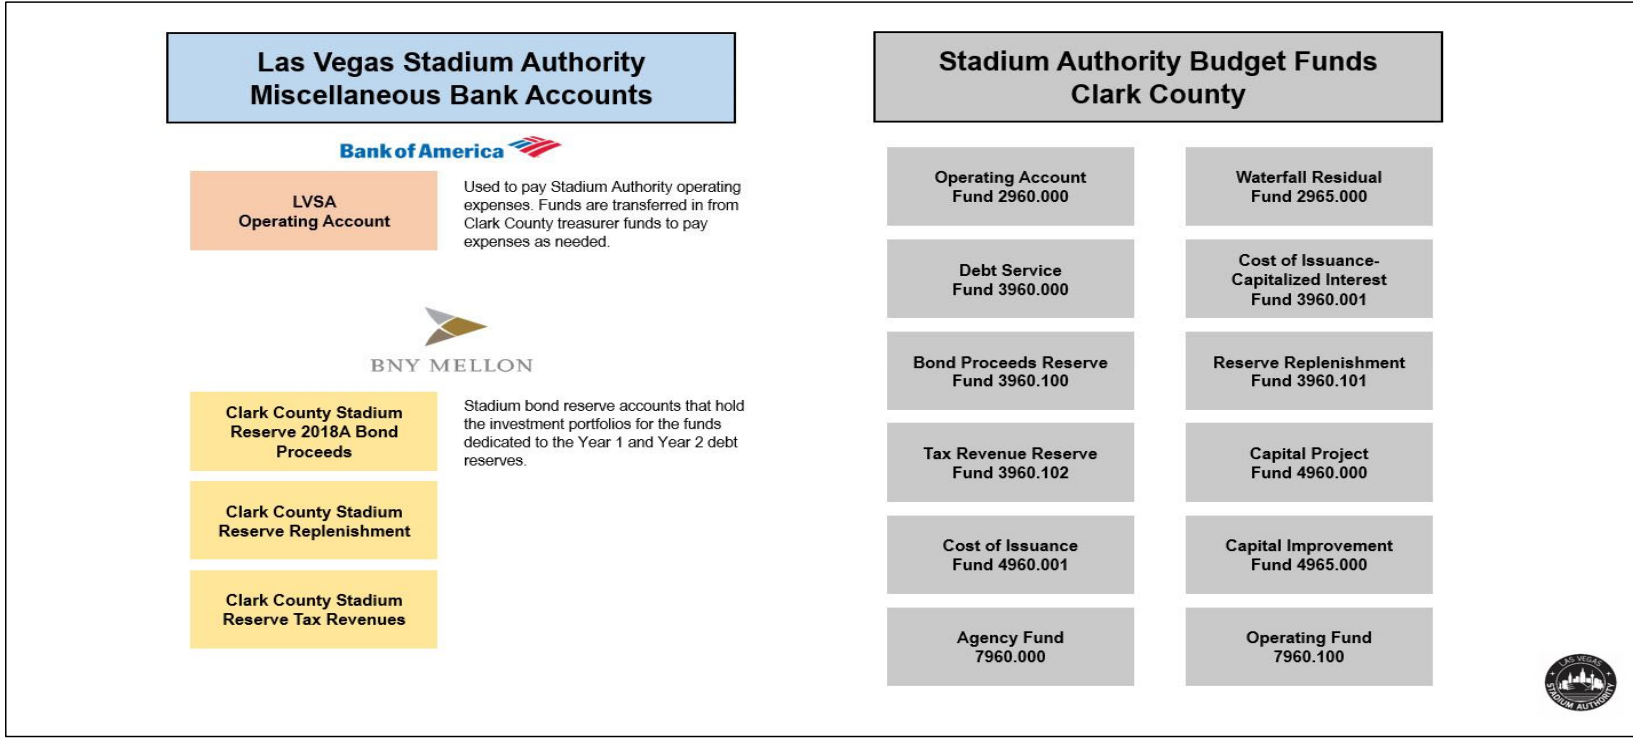 Las Vegas Stadium Authority
Miscellaneous Bank Accounts
Bank of America
LVSA
Operating Account
Used to pay Stadium Authority operating
expenses. Funds are transferred in from
Clark County treasurer funds to pay
expenses as needed.
BNY MELLON
Clark County Stadium
Reserve 2018A Bond
Proceeds
Stadium bond reserve accounts that hold
the investment portfolios for the funds
dedicated to the Year 1 and Year 2 debt
reserves.
Clark County Stadium
Reserve Replenishment
Clark County Stadium
Reserve Tax Revenues
Stadium Authority Budget Funds
Clark County
Operating Account
Fund 2960.000
Waterfall Residual
Fund 2965.000
Debt Service
Fund 3960.000
Cost of Issuance-
Capitalized Interest
Fund 3960.001
Bond Proceeds Reserve
Fund 3960.100
Reserve Replenishment
Fund 3960.101
Tax Revenue Reserve
Fund 3960.102
Capital Project
Fund 4960.000
Cost of Issuance
Fund 4960.001
Capital Improvement
Fund 4965.000
Agency Fund
7960.000
Operating Fund
7960.100
LAS VEGAS
STADIUM AUTHORITY